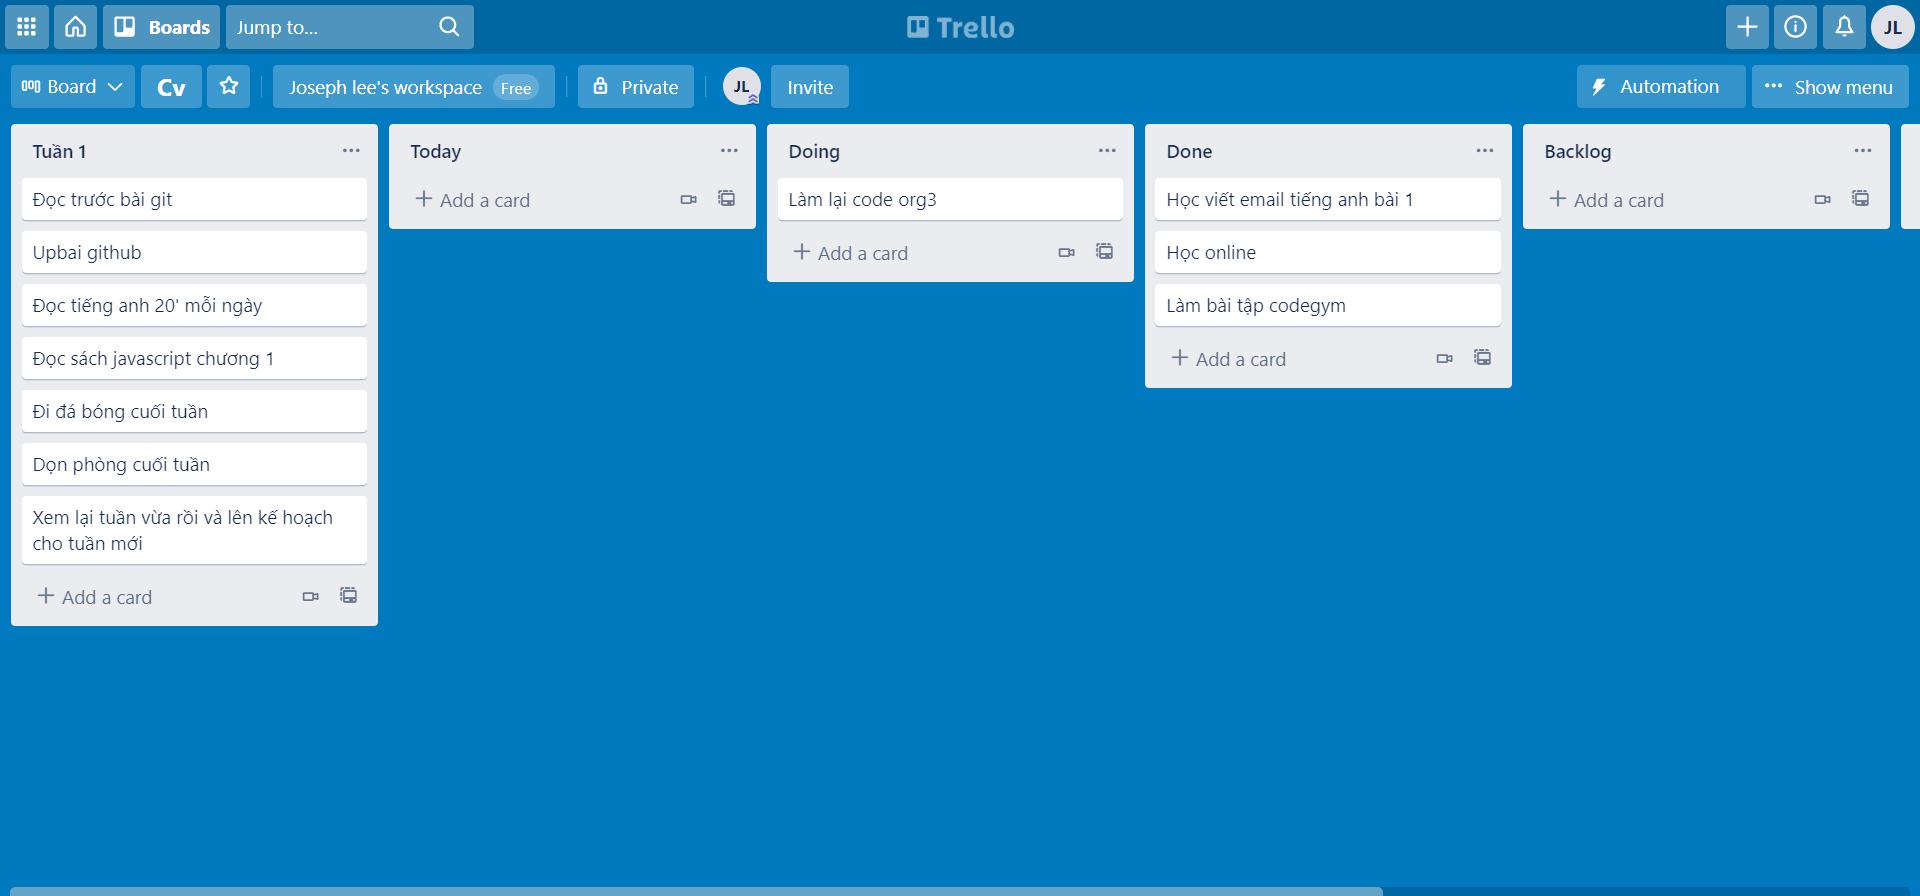 Boards
Jump to...
Trello
JL
Board
Cv
Joseph lee's workspace Free
Private
JL
Invite
Automation
Show menu
Tuần 1
Đọc trước bài git
Upbai github
Đọc tiếng anh 20' mỗi ngày
Đọc sách javascript chương 1
Đi đá bóng cuối tuần
Dọn phòng cuối tuần
Xem lại tuần vừa rồi và lên kế hoạch
cho tuần mới
Add a card
Today
Add a card
Doing
Làm lại code org3
Add a card
Done
Học viết email tiếng anh bài 1
Học online
Làm bài tập codegym
Add a card
Backlog
Add a card